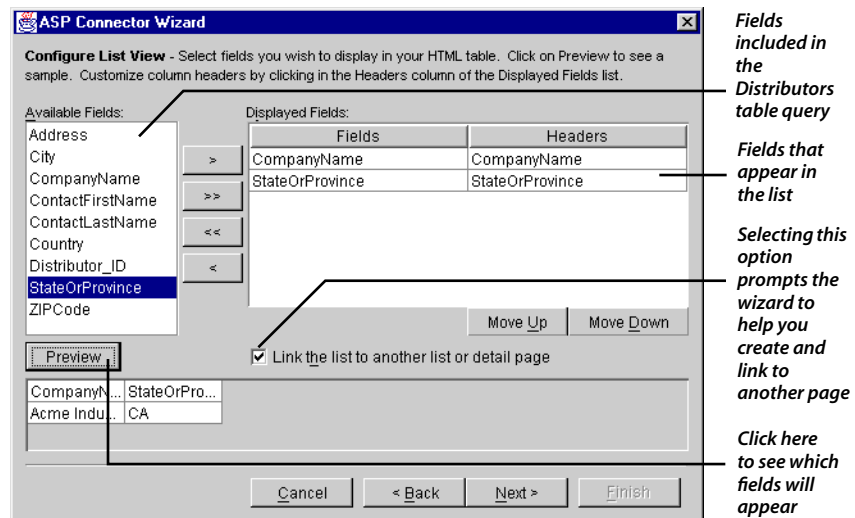 ASP Connector Wizard
Configure List View - Select fields you wish to display in your HTML table. Click on Preview to see a
sample. Customize column headers by clicking in the Headers column of the Displayed Fields list.
Available Fields:
Address
City
CompanyName
ContactFirstName
ContactLastName
Country
Distributor_ID
StateOrProvince
ZIPCode
>
>>
<<
<
Displayed Fields:
Fields Headers
CompanyName CompanyName
StateOrProvince StateOrProvince
Move Up Move Down
Preview
Link the list to another list or detail page
CompanyN... StateOrPro...
Acme Indu... CA
Cancel < Back Next > Finish
Fields
included in
the
Distributors
table query
Fields that
appear in
the list
Selecting this
option
prompts the
wizard to
help you
create and
link to
another page
Click here
to see which
fields will
appear